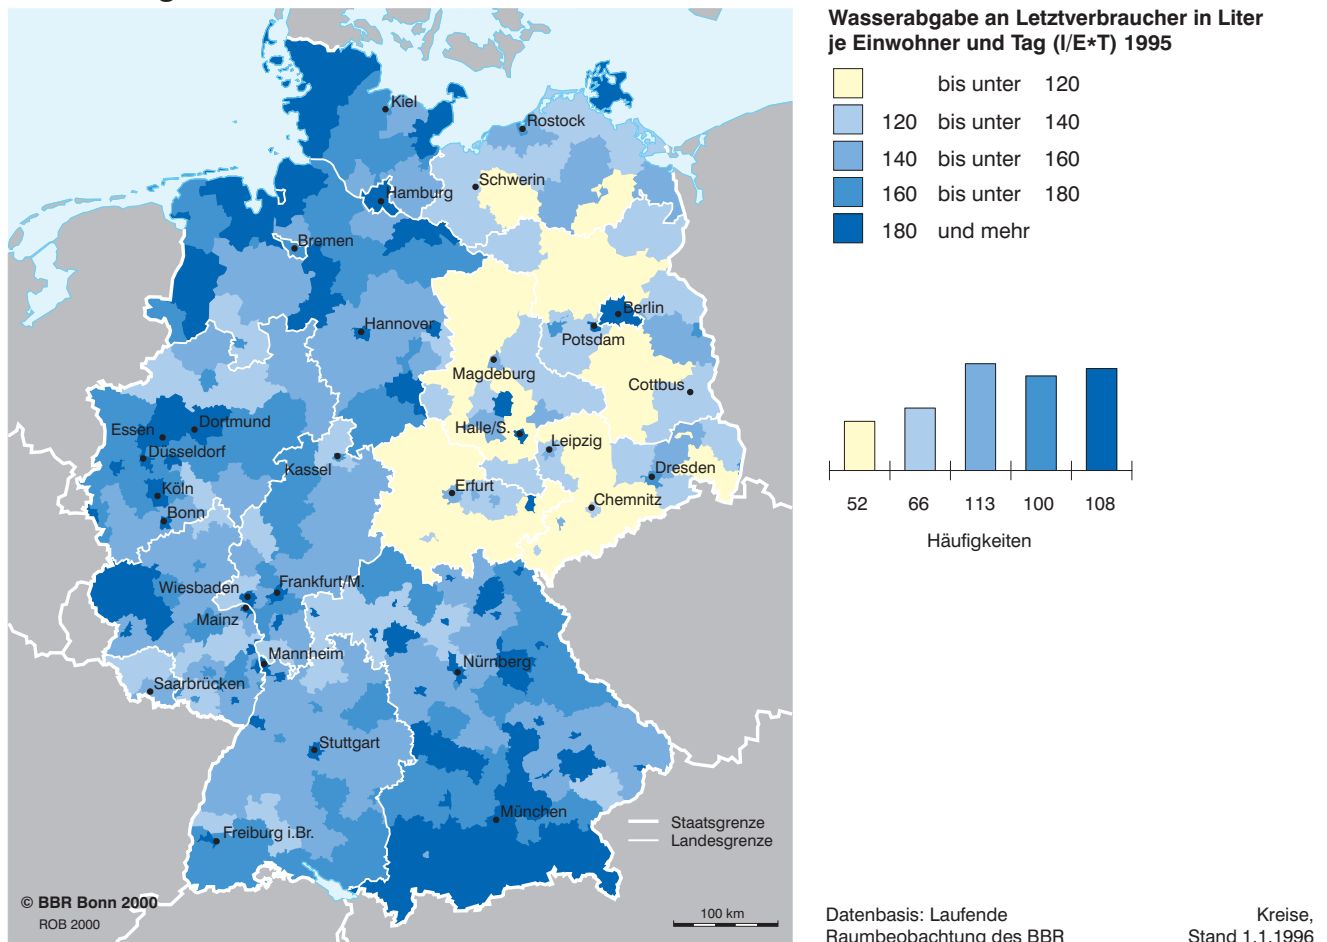 Wasserabgabe an Letztverbraucher in Liter
je Einwohner und Tag (l/E*T) 1995
bis unter 120
120 bis unter 140
140 bis unter 160
160 bis unter 180
180 und mehr
52 66 113 100 108
Häufigkeiten
Kiel
Rostock
Schwerin
Hamburg
Bremen
Berlin
Hannover
Potsdam
Magdeburg
Cottbus
Essen
Dortmund
Halle/S.
Leipzig
Düsseldorf
Kassel
Dresden
Köln
Erfurt
Chemnitz
Bonn
Wiesbaden
Frankfurt/M.
Mainz
Mannheim
Nürnberg
Saarbrücken
Stuttgart
München
Freiburg i.Br.
Staatsgrenze
Landesgrenze
© BBR Bonn 2000
ROB 2000
100 km
Datenbasis: Laufende
Raumbeobachtung des BBR
Kreise,
Stand 1.1.1996